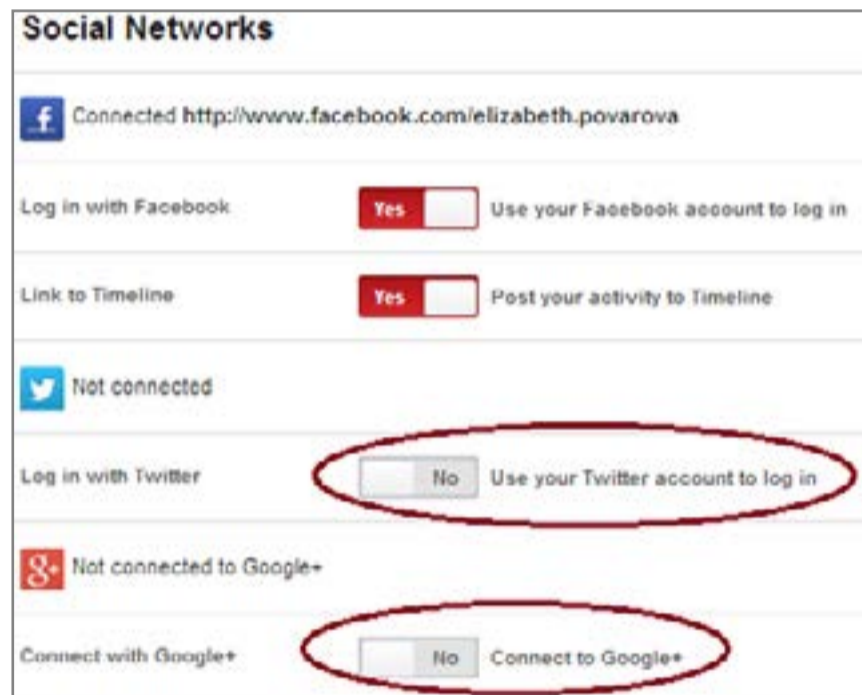 Social Networks
Connected http://www.facebook.com/elizabeth.povarova
Log in with Facebook Yes Use your Facebook account to log in
Link to Timeline Yes Post your activity to Timeline
Not connected
Log in with Twitter No Use your Twitter account to log in
g+ Not connected to Google+
Connect with Google+ No Connect to Google+